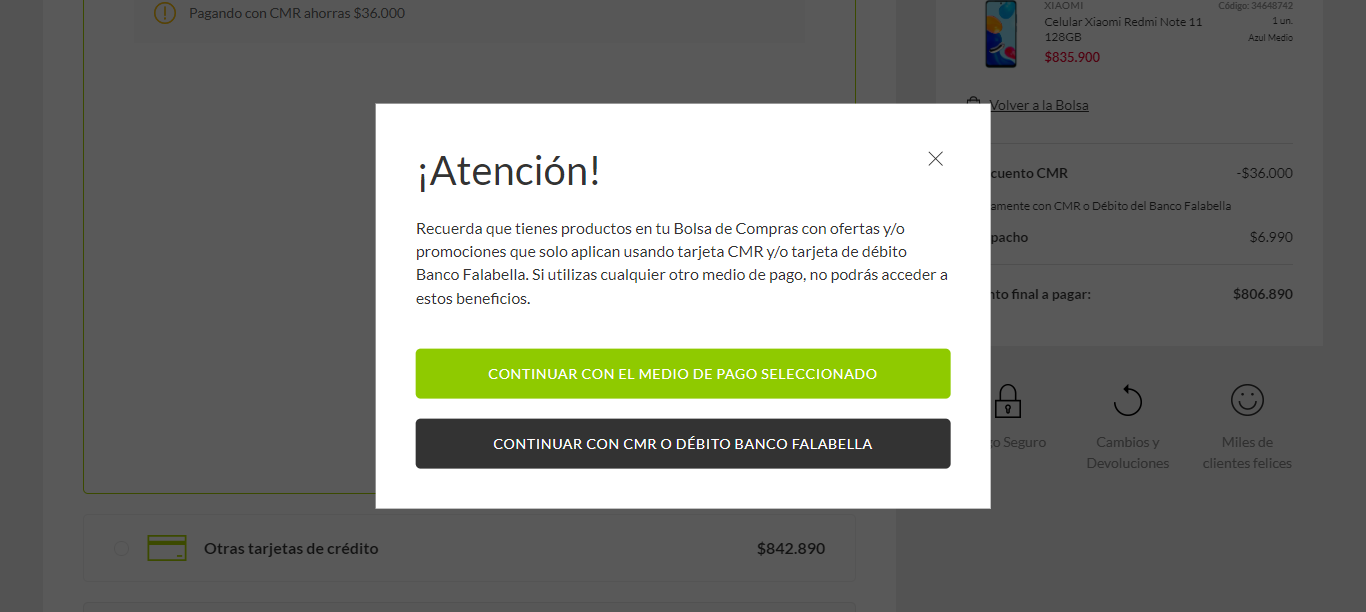 Pagando con CMR ahorras $36.000
XIAOMI
Código: 34648742
Celular Xiaomi Redmi Note 11
128GB
1 un.
Azul Medio
$835.900
Volver a la Bolsa
¡Atención!
Recuerda que tienes productos en tu Bolsa de Compras con ofertas y/o
promociones que solo aplican usando tarjeta CMR y/o tarjeta de débito
Banco Falabella. Si utilizas cualquier otro medio de pago, no podrás acceder a
estos beneficios.
CONTINUAR CON EL MEDIO DE PAGO SELECCIONADO
CONTINUAR CON CMR O DÉBITO BANCO FALABELLA
cuento CMR
-$36.000
amente con CMR o Débito del Banco Falabella
pacho
$6.990
nto final a pagar:
$806.890
o Seguro
Cambios y
Devoluciones
Miles de
clientes felices
Otras tarjetas de crédito
$842.890